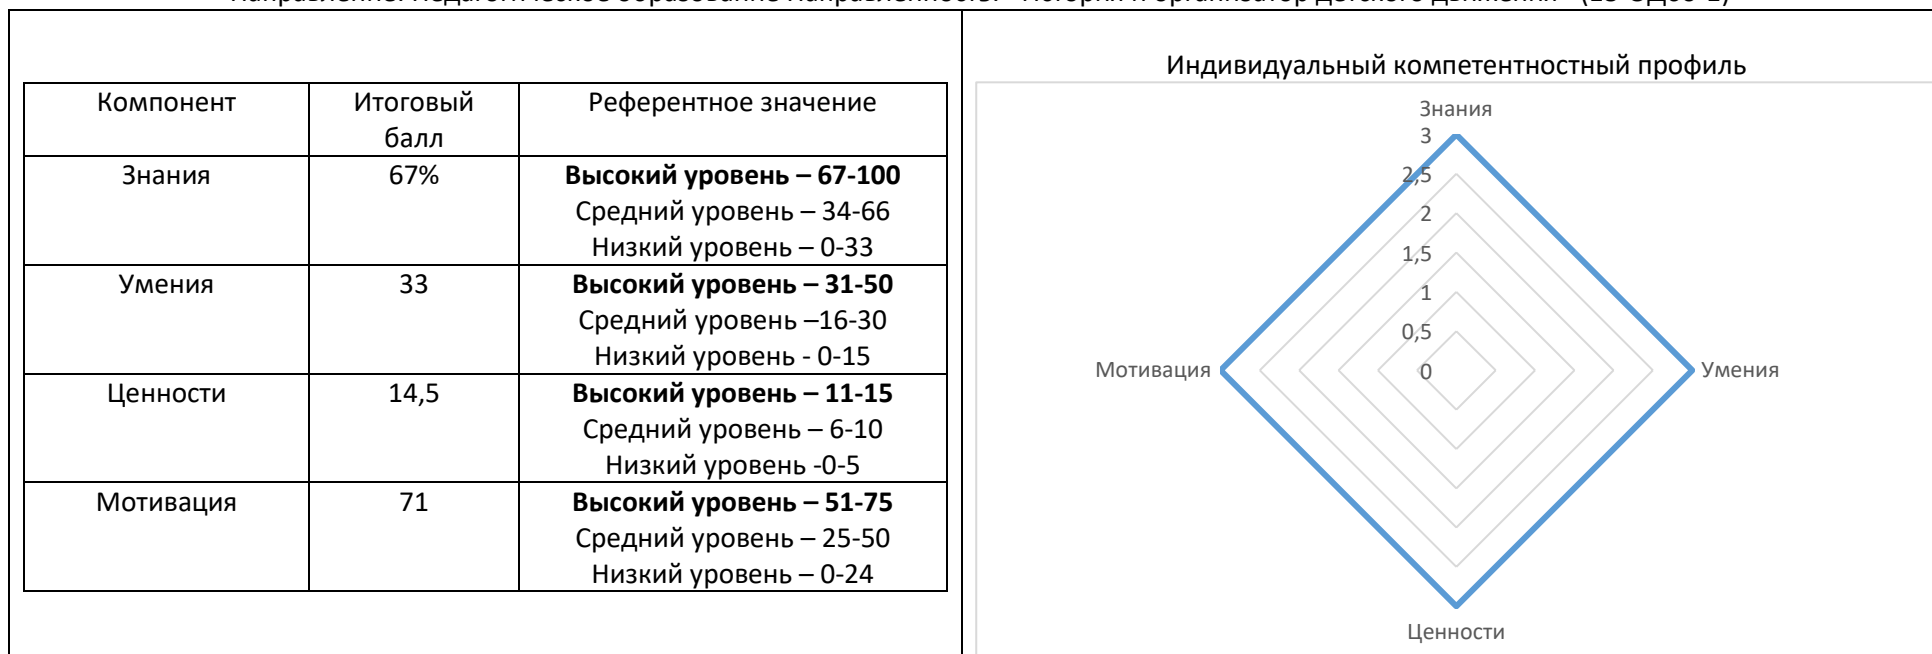 Индивидуальный компетентностный профиль
Компонент
Итоговый балл
Референтное значение
Знания
67%
Высокий уровень – 67-100
Средний уровень – 34-66
Низкий уровень – 0-33
Умения
33
Высокий уровень – 31-50
Средний уровень –16-30
Низкий уровень - 0-15
Ценности
14,5
Высокий уровень – 11-15
Средний уровень – 6-10
Низкий уровень -0-5
Мотивация
71
Высокий уровень – 51-75
Средний уровень – 25-50
Низкий уровень – 0-24
Знания
3
2,5
2
1,5
1
0,5
0
Мотивация
Умения
Ценности